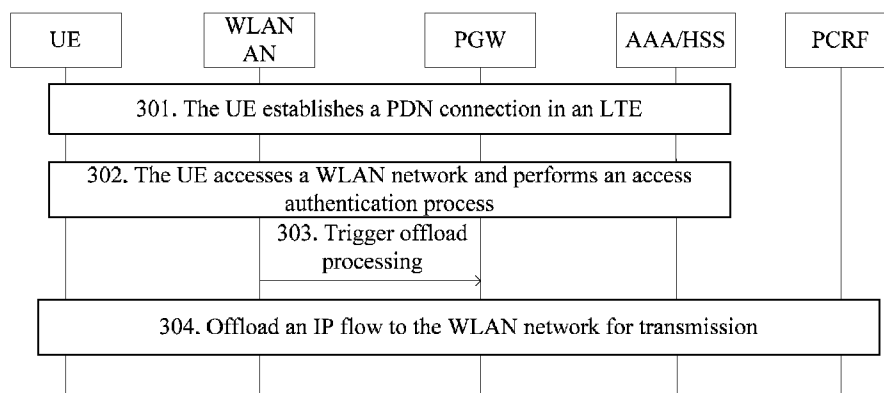 UE
WLAN
AN
PGW
AAA/HSS
PCRF
301. The UE establishes a PDN connection in an LTE
302. The UE accesses a WLAN network and performs an access
authentication process
303. Trigger offload
processing
304. Offload an IP flow to the WLAN network for transmission